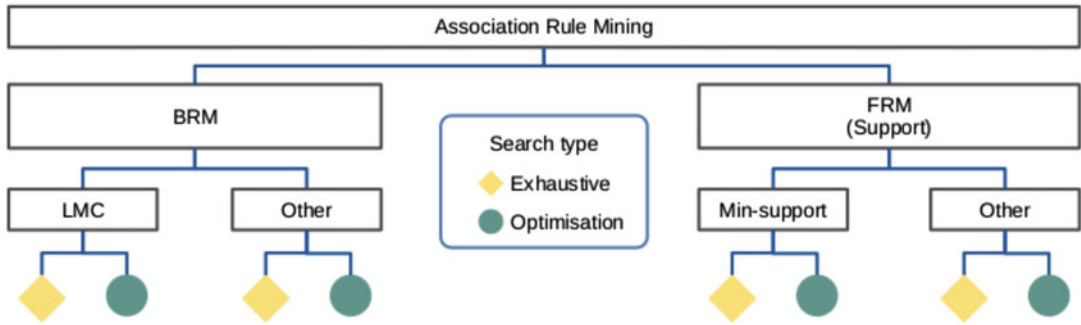 Association Rule Mining
BRM
FRM
(Support)
Search type
Exhaustive
Optimisation
LMC
Other
Min-support
Other